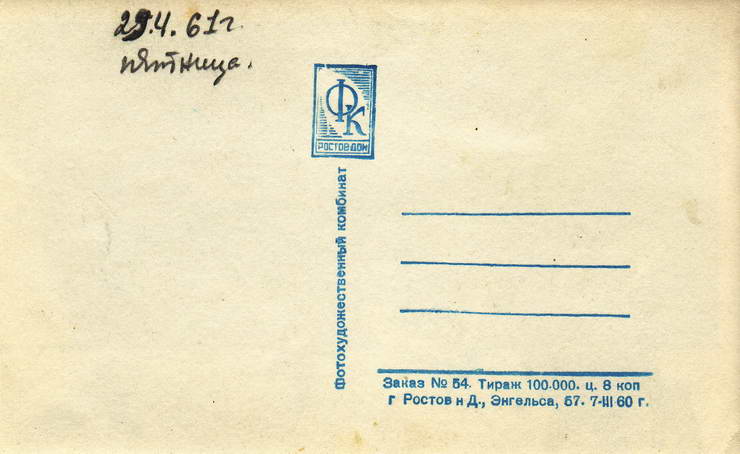 28.4.61г.
пятница.
ФК
РОСТОВДОН
Фотохудожественный комбинат
Заказ № 54. Тираж 100-000. ц. 8 коп
г Ростов н Д., Энгельса, 57. 7-III 60 г.